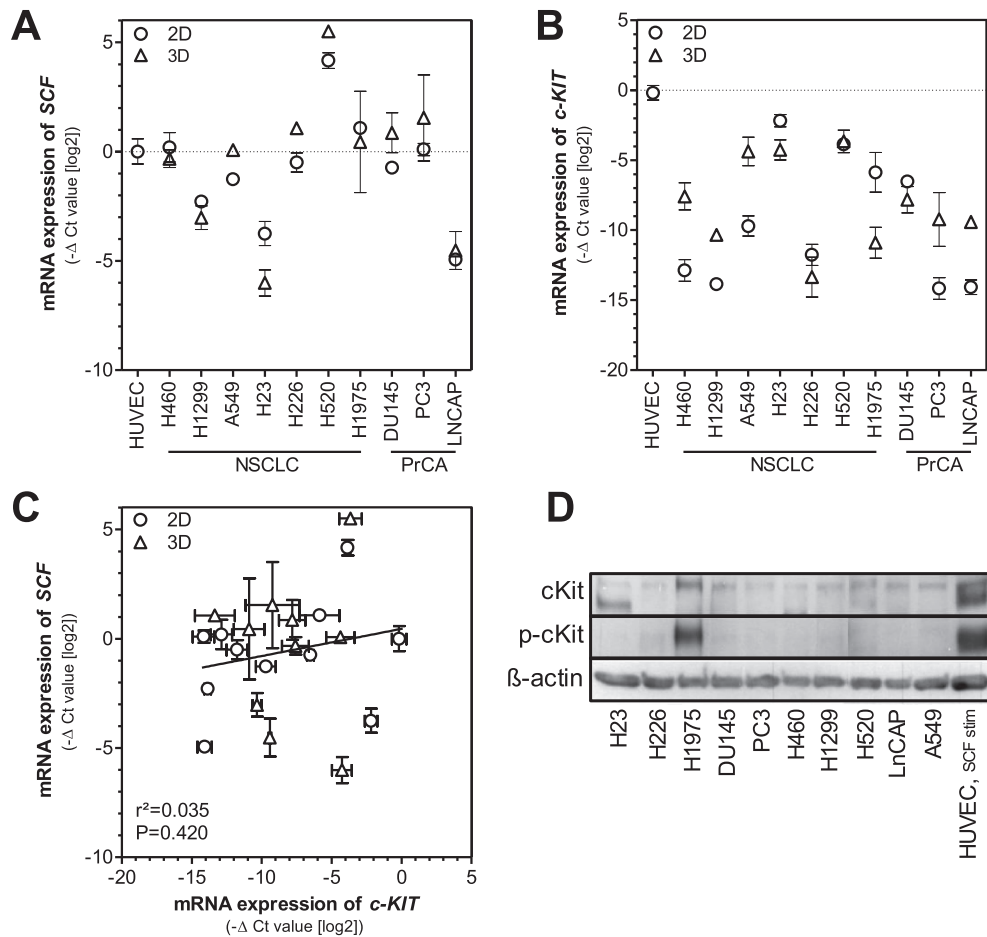 A
2D
3D
mRNA expression of SCF
(-Δ Ct value [log2])
5
0
-5
-10
HUVEC
H460
H1299
A549
H23
H226
H520
H1975
DU145
PC3
LNCAP
NSCLC
PrCA
B
2D
3D
mRNA expression of c-KIT
(-Δ Ct value [log2])
-5
0
-5
-10
-15
-20
HUVEC
H460
H1299
A549
H23
H226
H520
H1975
DU145
PC3
LNCAP
NSCLC
PrCA
C
2D
3D
mRNA expression of SCF
(-Δ Ct value [log2])
5
0
-5
-10
r²=0.035
P=0.420
-20
-15
-10
-5
0
5
mRNA expression of c-KIT
(-Δ Ct value [log2])
D
cKit
p-cKit
ß-actin
H23
H226
H1975
DU145
PC3
H460
H1299
H520
LnCAP
A549
HUVEC, SCF stim